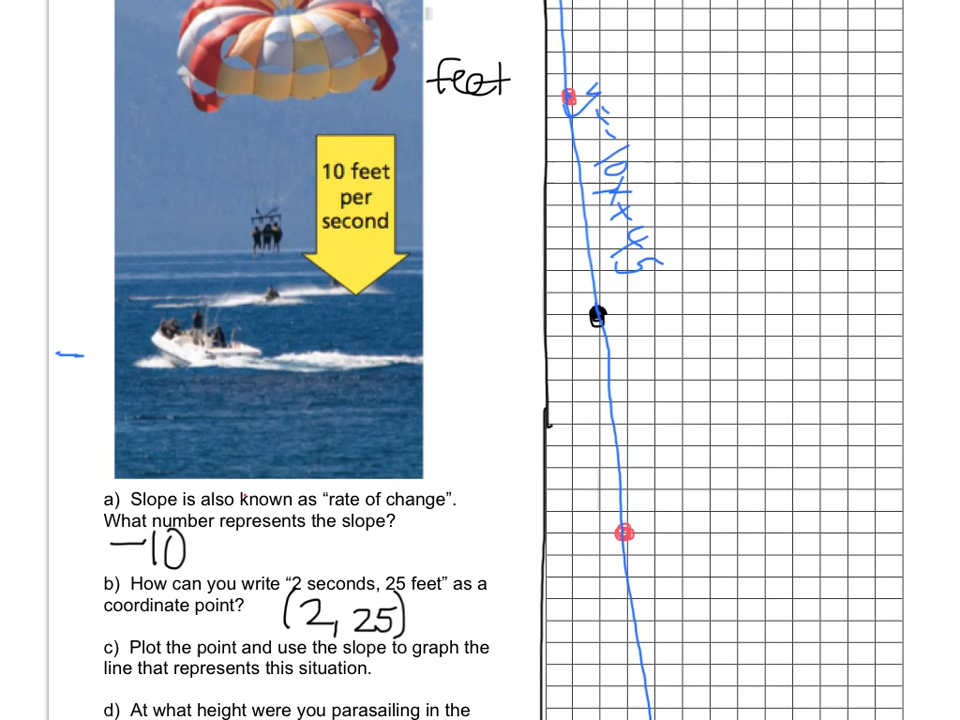 feet
10 feet
per
second
y = -10x + 45
a) Slope is also known as “rate of change”.
What number represents the slope?
-10
b) How can you write “2 seconds, 25 feet” as a
coordinate point?
(2, 25)
c) Plot the point and use the slope to graph the
line that represents this situation.
d) At what height were you parasailing in the